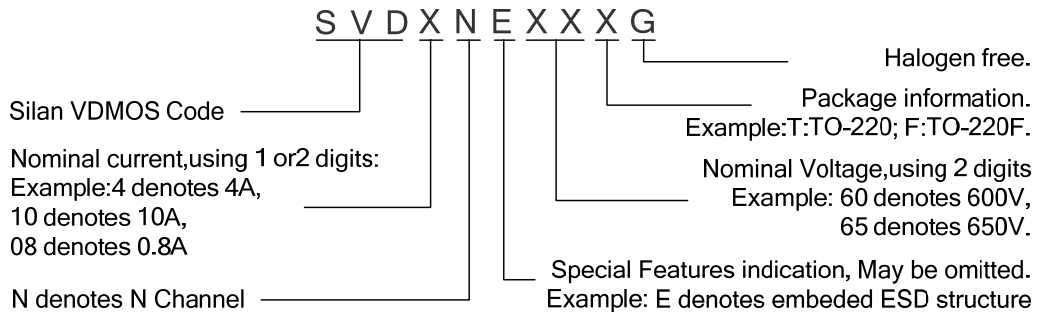 S V D X N E X X X G
Halogen free.
Silan VDMOS Code
Package information.
Example:T:TO-220; F:TO-220F.
Nominal current,using 1 or2 digits:
Example:4 denotes 4A,
10 denotes 10A,
08 denotes 0.8A
Nominal Voltage,using 2 digits
Example: 60 denotes 600V,
65 denotes 650V.
N denotes N Channel
Special Features indication, May be omitted.
Example: E denotes embeded ESD structure